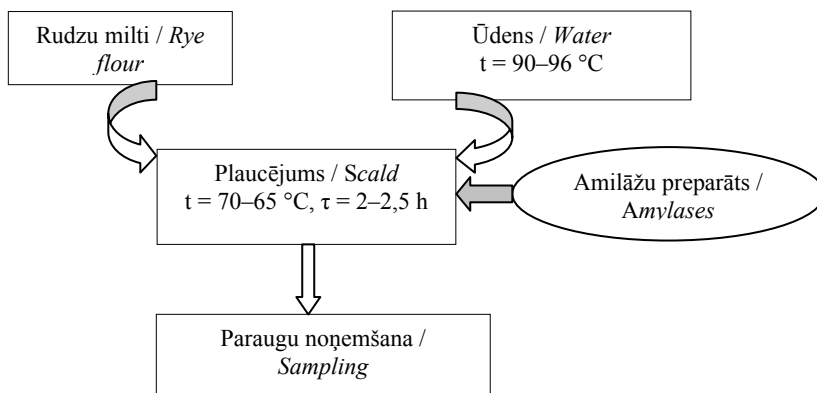 Rudzu milti / Rye
flour
Ūdens / Water
t = 90–96 °C
Plaucējums / Scald
t = 70–65 °C, τ = 2–2,5 h
Amilāžu preparāts /
Amylases
Paraugu noņemšana /
Sampling